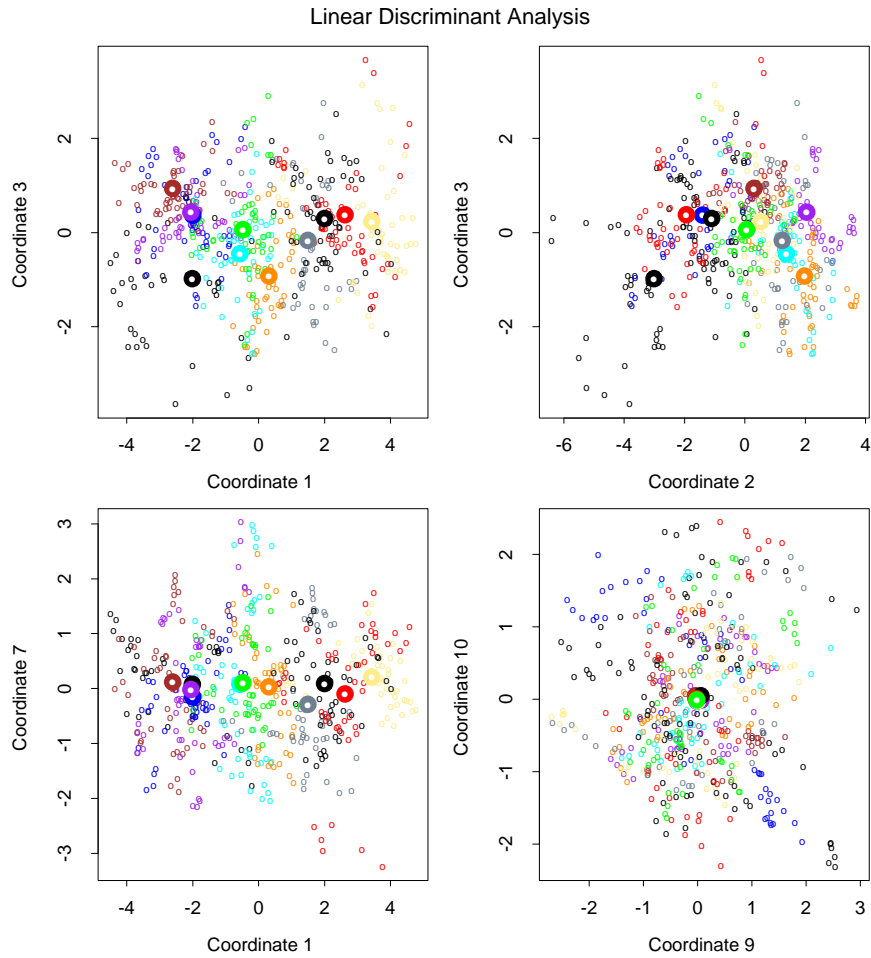 Linear Discriminant Analysis
Coordinate 3
2
0
-2
-4 -2 0 2 4
Coordinate 1
Coordinate 3
2
0
-2
-6 -4 -2 0 2 4
Coordinate 2
Coordinate 7
3
2
1
0
-1
-2
-3
-4 -2 0 2 4
Coordinate 1
Coordinate 10
2
1
0
-1
-2
-2 -1 0 1 2 3
Coordinate 9